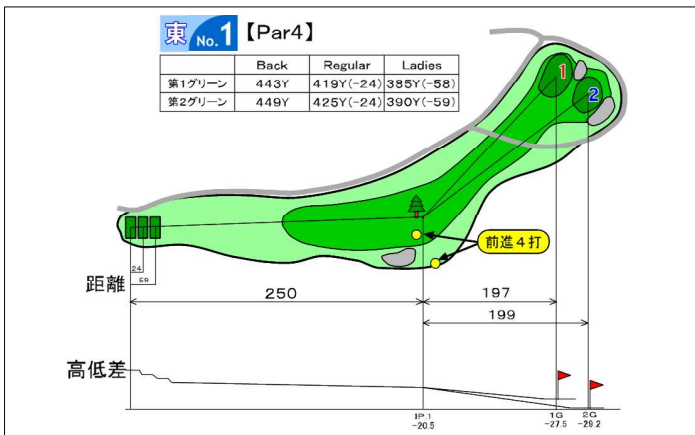 東 No.1 【Par4】
Back Regular Ladies
第1グリーン 443Y 419Y(-24) 385Y(-58)
第2グリーン 449Y 425Y(-24) 390Y(-59)
1
2
前進4打
24
58
距離
250
197
199
高低差
IP.1
-20.5
1G
-27.5
2G
-29.2